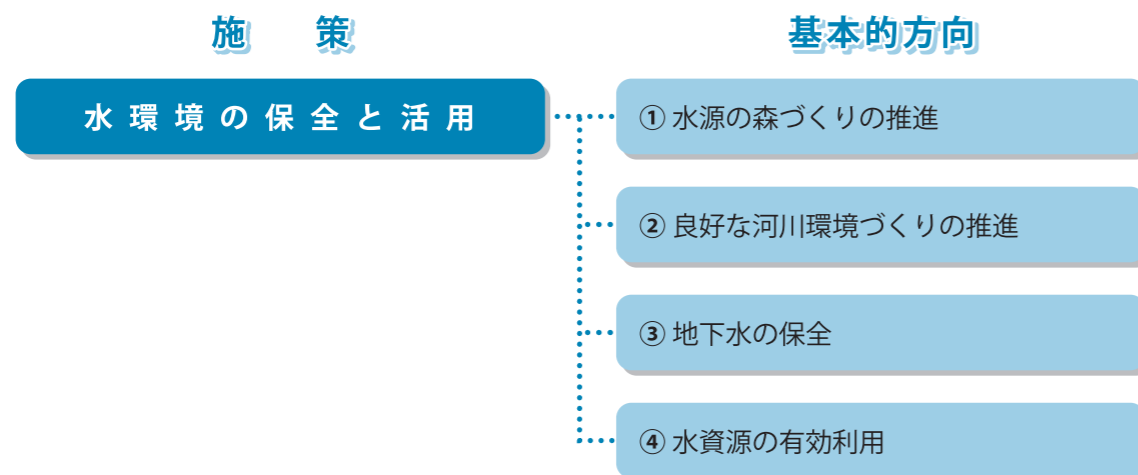 施 策
基本的方向
水環境の保全と活用
① 水源の森づくりの推進
② 良好な河川環境づくりの推進
③ 地下水の保全
④ 水資源の有効利用